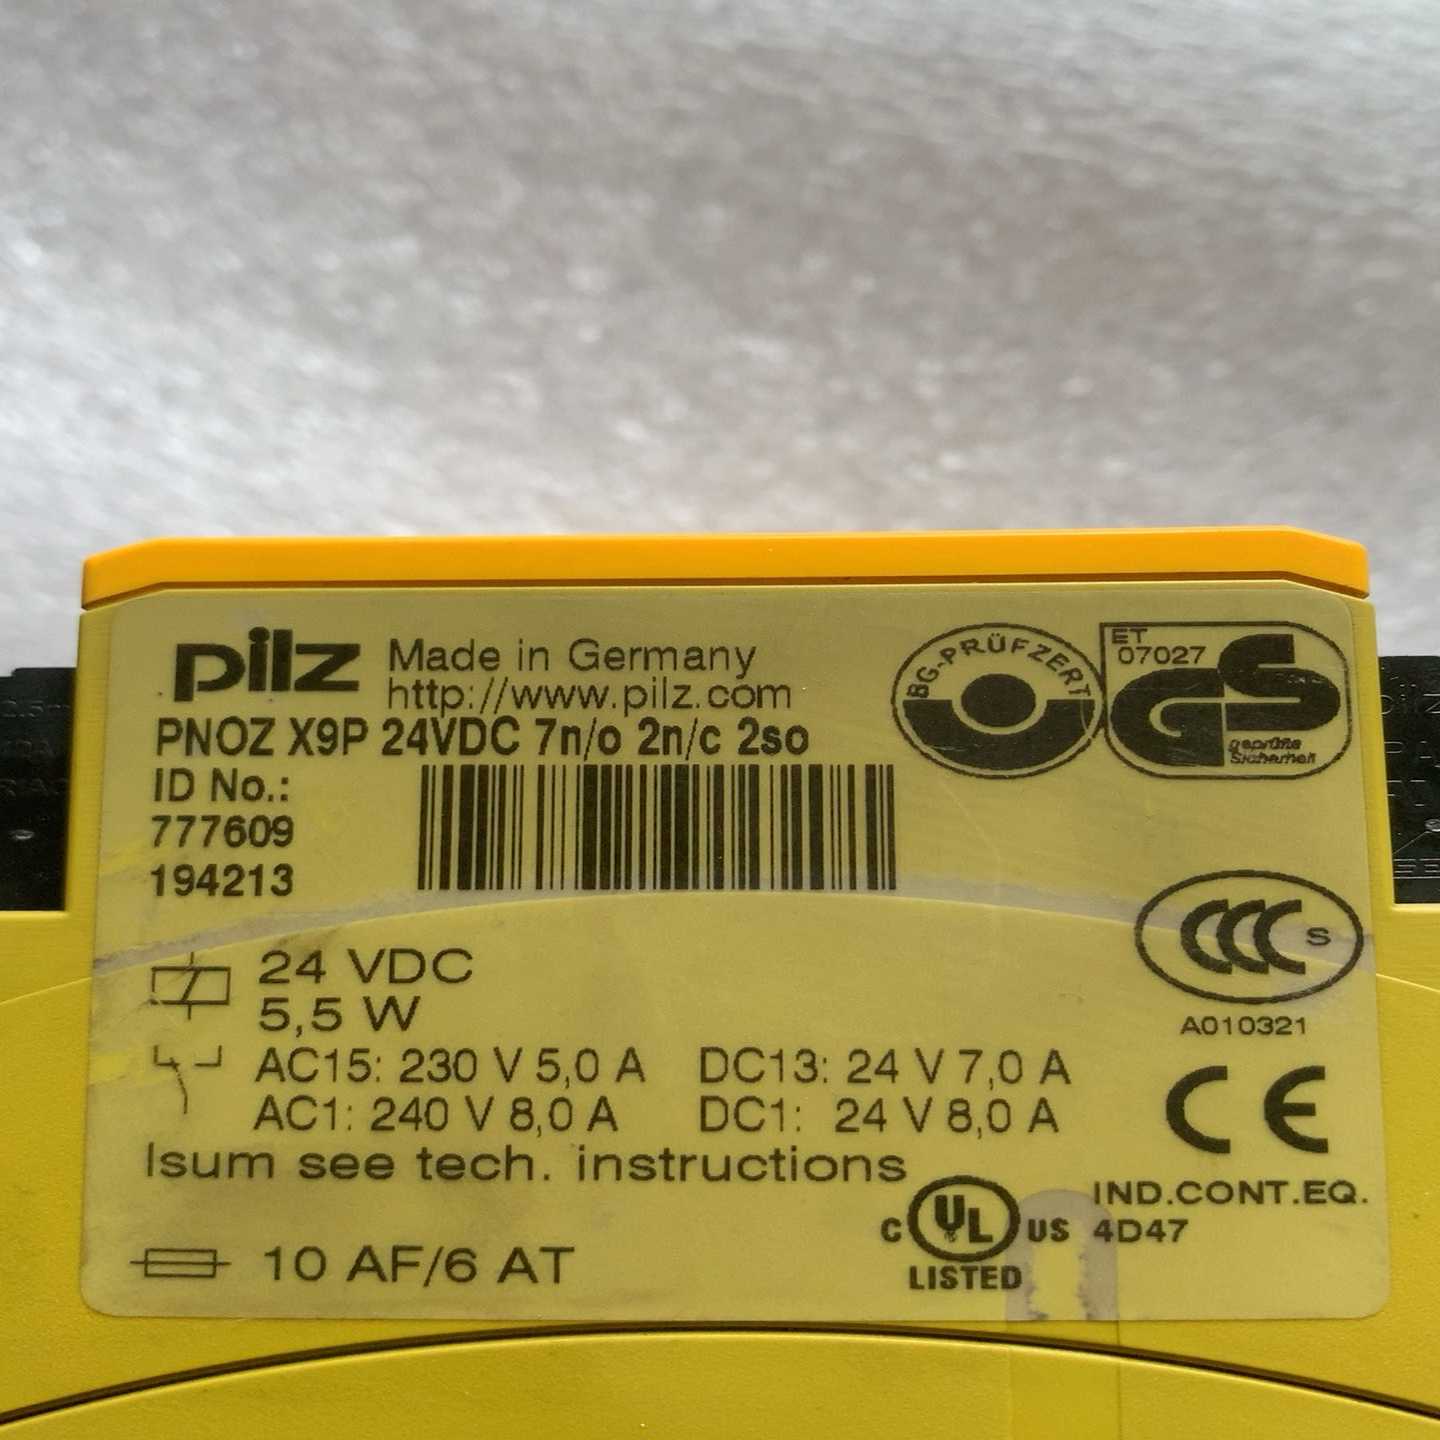 pilz Made in Germany
http://www.pilz.com
PNOZ X9P 24VDC 7n/o 2n/c 2so
ID No.:
777609
194213
24 VDC
5,5 W
AC15: 230 V 5,0 A DC13: 24 V 7,0 A
AC1: 240 V 8,0 A DC1: 24 V 8,0 A
Isum see tech. instructions
10 AF/6 AT
BG-PRÜFZERT
ET
07027
GS
geprüfte
Sicherheit
CCC S
A010321
CE
IND.CONT.EQ.
C UL US 4D47
LISTED